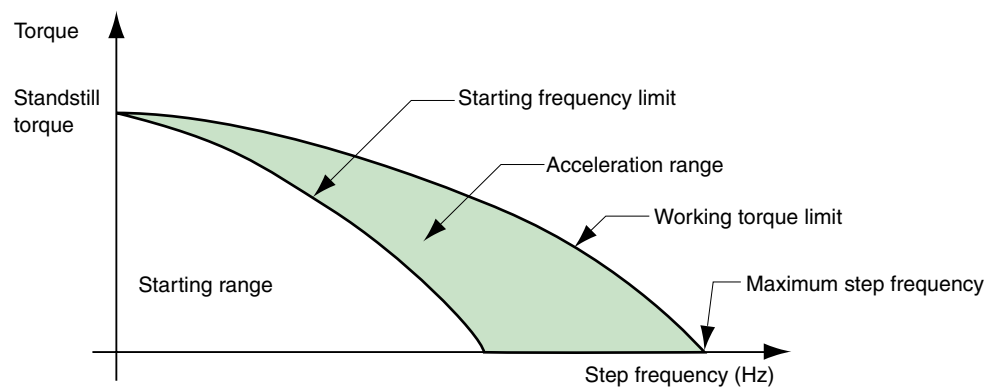 Torque
Standstill
torque
Starting frequency limit
Acceleration range
Working torque limit
Starting range
Maximum step frequency
Step frequency (Hz)